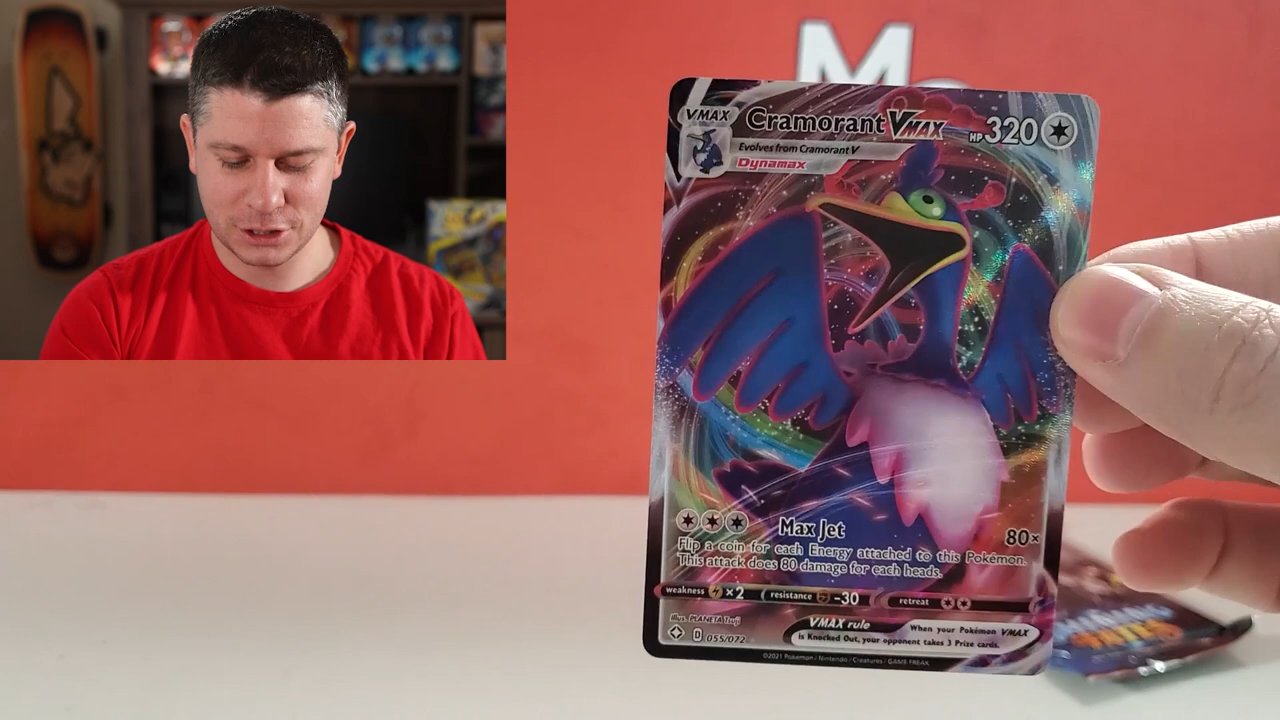 M
VMAX
Cramorant VMAX
HP 320
Evolves from Cramorant V
Dynamax
Max Jet
80×
Flip a coin for each Energy attached to this Pokémon.
This attack does 80 damage for each heads.
weakness ×2 resistance -30 retreat
Illus. PLANETA Tsuji
D 055/072
VMAX rule
When your Pokémon VMAX
is Knocked Out, your opponent takes 3 Prize cards.
©2021 Pokémon / Nintendo / Creatures / GAME FREAK